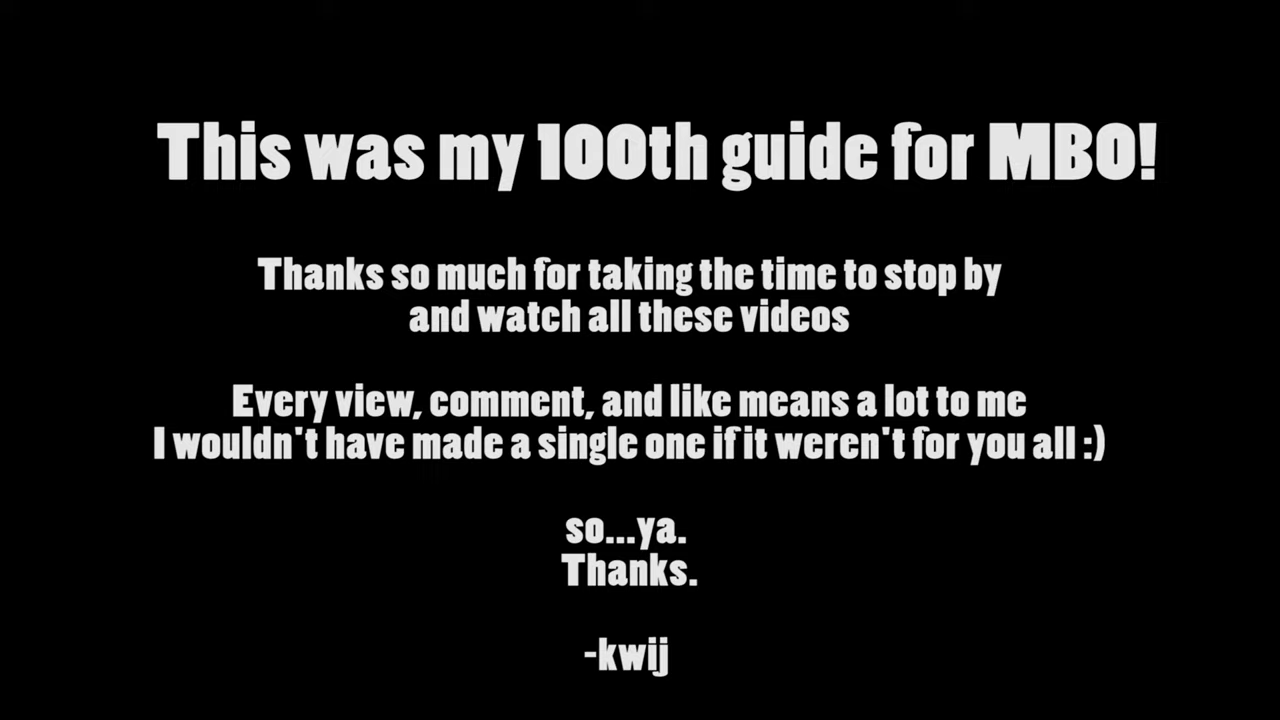 This was my 100th guide for MBO!
Thanks so much for taking the time to stop by
and watch all these videos
Every view, comment, and like means a lot to me
I wouldn't have made a single one if it weren't for you all :)
so...ya.
Thanks.
-kwij